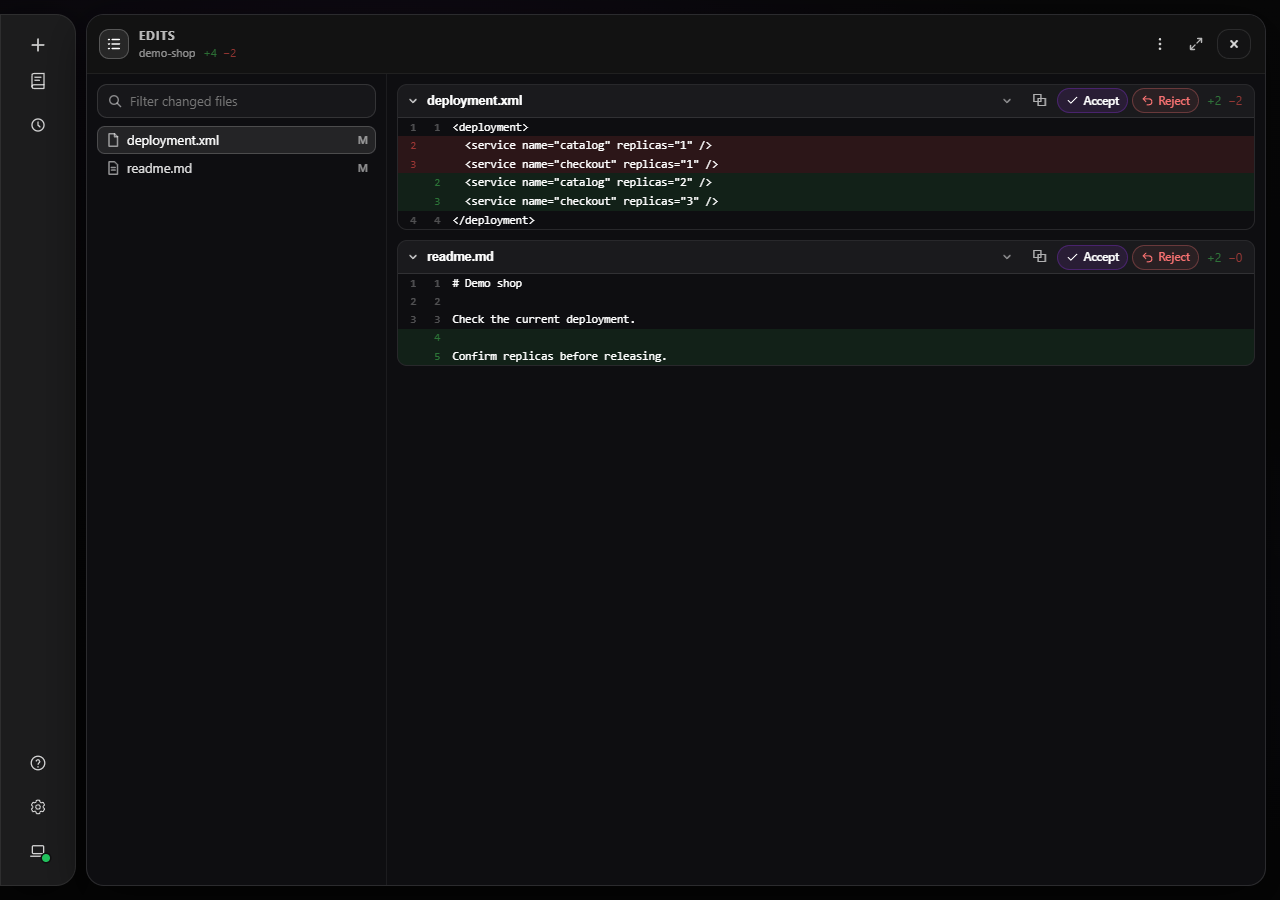 EDITS
demo-shop +4 −2
Filter changed files
deployment.xml M
readme.md M
deployment.xml Accept Reject +2 −2
1 1 <deployment>
2 <service name="catalog" replicas="1" />
3 <service name="checkout" replicas="1" />
2 <service name="catalog" replicas="2" />
3 <service name="checkout" replicas="3" />
4 4 </deployment>
readme.md Accept Reject +2 −0
1 1 # Demo shop
2 2
3 3 Check the current deployment.
4
5 Confirm replicas before releasing.